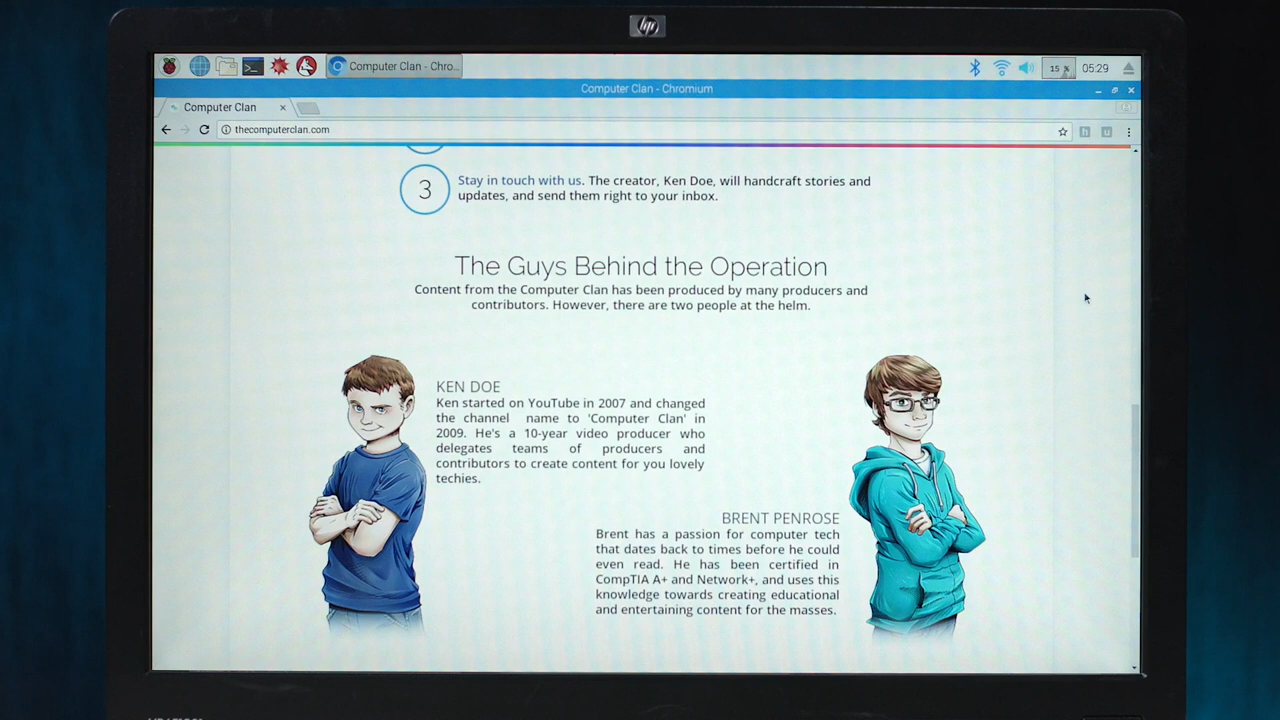 hp
Computer Clan - Chro...
15 %
05:29
Computer Clan - Chromium
Computer Clan
thecomputerclan.com
h
u
3
Stay in touch with us. The creator, Ken Doe, will handcraft stories and
updates, and send them right to your inbox.
The Guys Behind the Operation
Content from the Computer Clan has been produced by many producers and
contributors. However, there are two people at the helm.
KEN DOE
Ken started on YouTube in 2007 and changed
the channel name to 'Computer Clan' in
2009. He's a 10-year video producer who
delegates teams of producers and
contributors to create content for you lovely
techies.
BRENT PENROSE
Brent has a passion for computer tech
that dates back to times before he could
even read. He has been certified in
CompTIA A+ and Network+, and uses this
knowledge towards creating educational
and entertaining content for the masses.